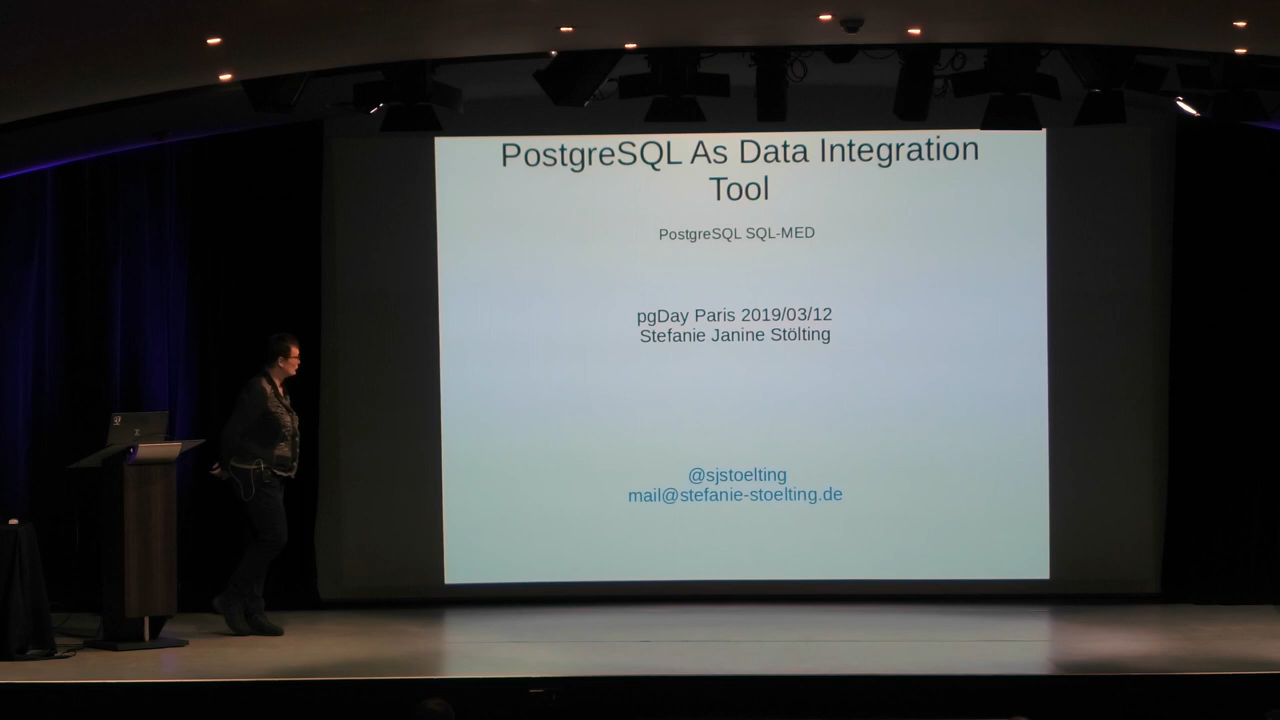 PostgreSQL As Data Integration
Tool
PostgreSQL SQL-MED
pgDay Paris 2019/03/12
Stefanie Janine Stölting
@sjstoelting
mail@stefanie-stoelting.de